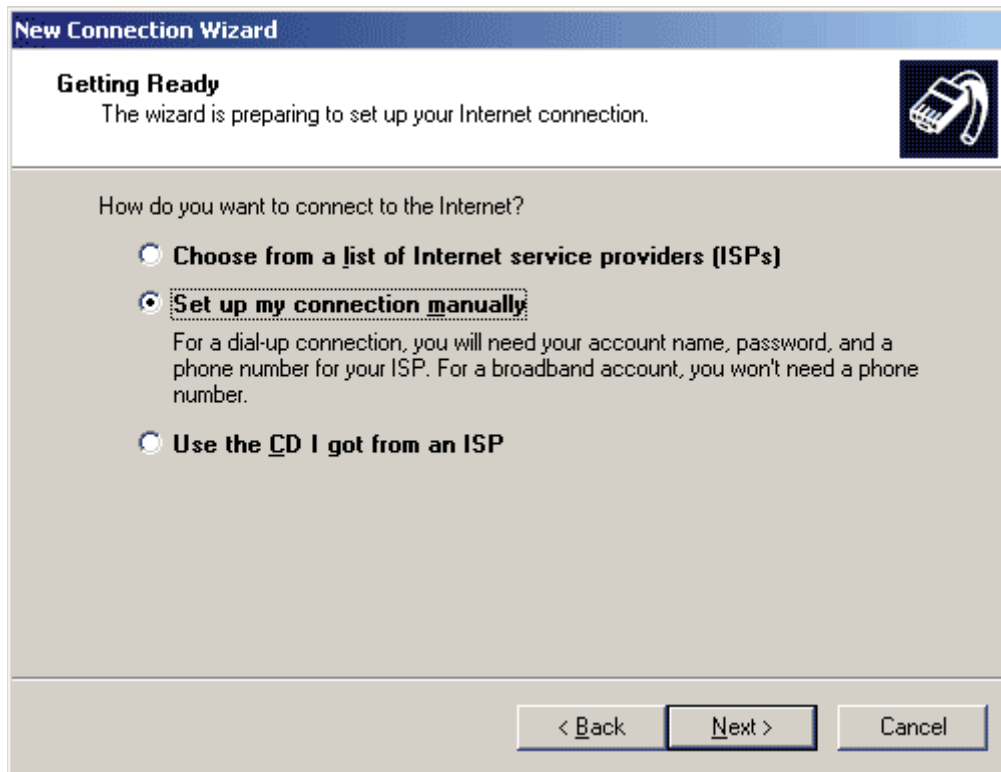 New Connection Wizard
Getting Ready
The wizard is preparing to set up your Internet connection.
How do you want to connect to the Internet?
Choose from a list of Internet service providers (ISPs)
Set up my connection manually
For a dial-up connection, you will need your account name, password, and a
phone number for your ISP. For a broadband account, you won't need a phone
number.
Use the CD I got from an ISP
< Back Next > Cancel